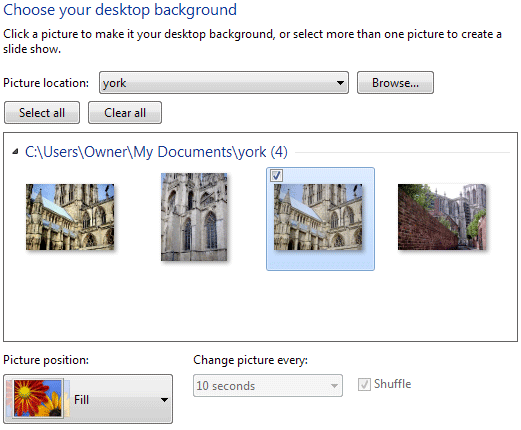 Choose your desktop background
Click a picture to make it your desktop background, or select more than one picture to create a
slide show.
Picture location: york Browse...
Select all Clear all
C:\Users\Owner\My Documents\york (4)
Picture position: Change picture every:
Fill 10 seconds Shuffle